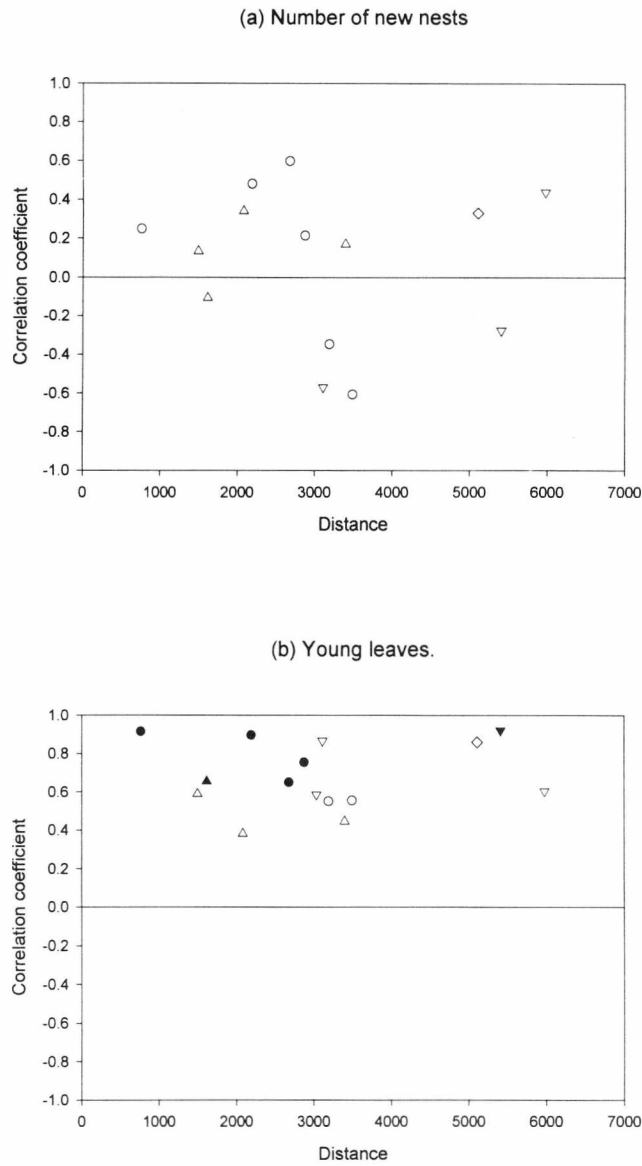 (a) Number of new nests
1.0
0.8
0.6
0.4
0.2
0.0
-0.2
-0.4
-0.6
-0.8
-1.0
Correlation coefficient
0 1000 2000 3000 4000 5000 6000 7000
Distance
(b) Young leaves.
1.0
0.8
0.6
0.4
0.2
0.0
-0.2
-0.4
-0.6
-0.8
-1.0
Correlation coefficient
0 1000 2000 3000 4000 5000 6000 7000
Distance